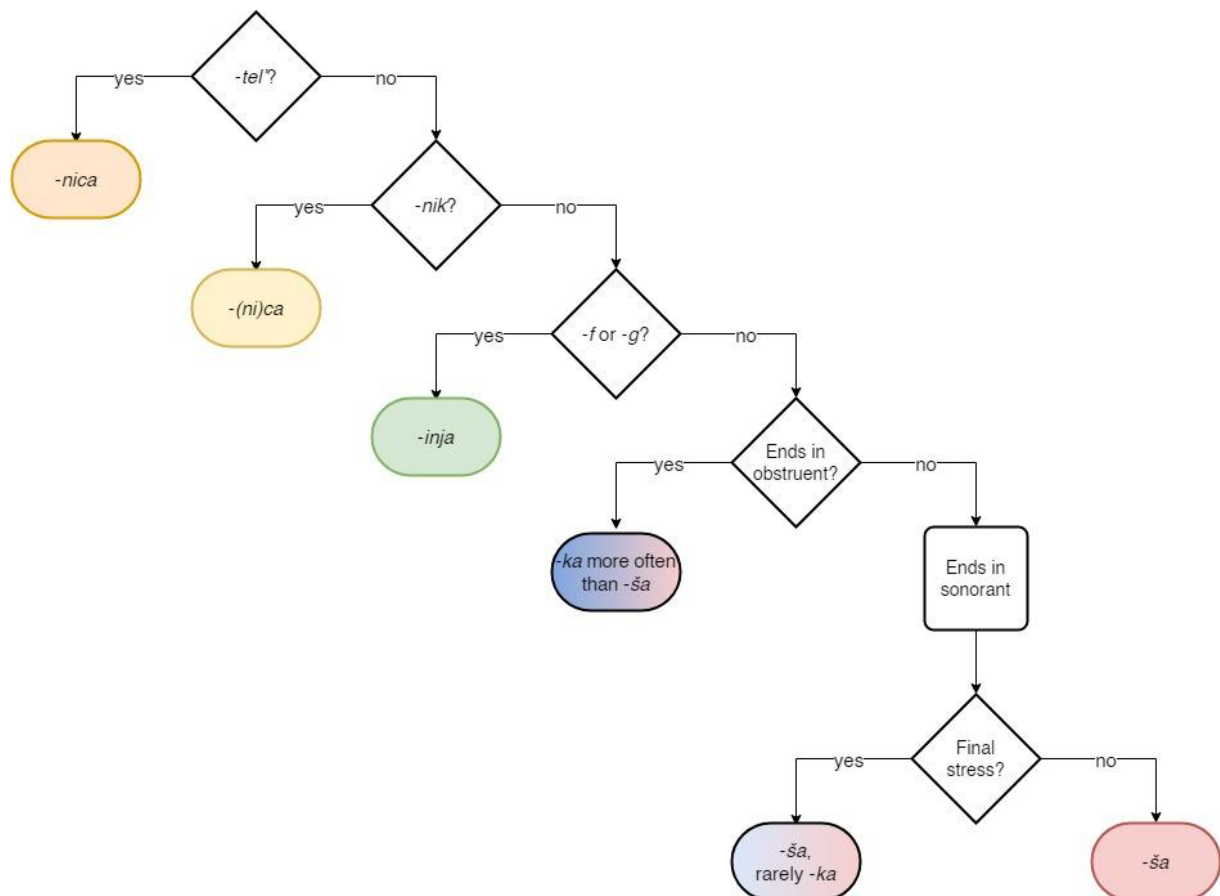 -tel'?
yes
no
-nica
-nik?
yes
no
-(ni)ca
-f or -g?
yes
no
-inja
Ends in
obstruent?
yes
no
-ka more often
than -ša
Ends in
sonorant
Final
stress?
yes
no
-ša,
rarely -ka
-ša